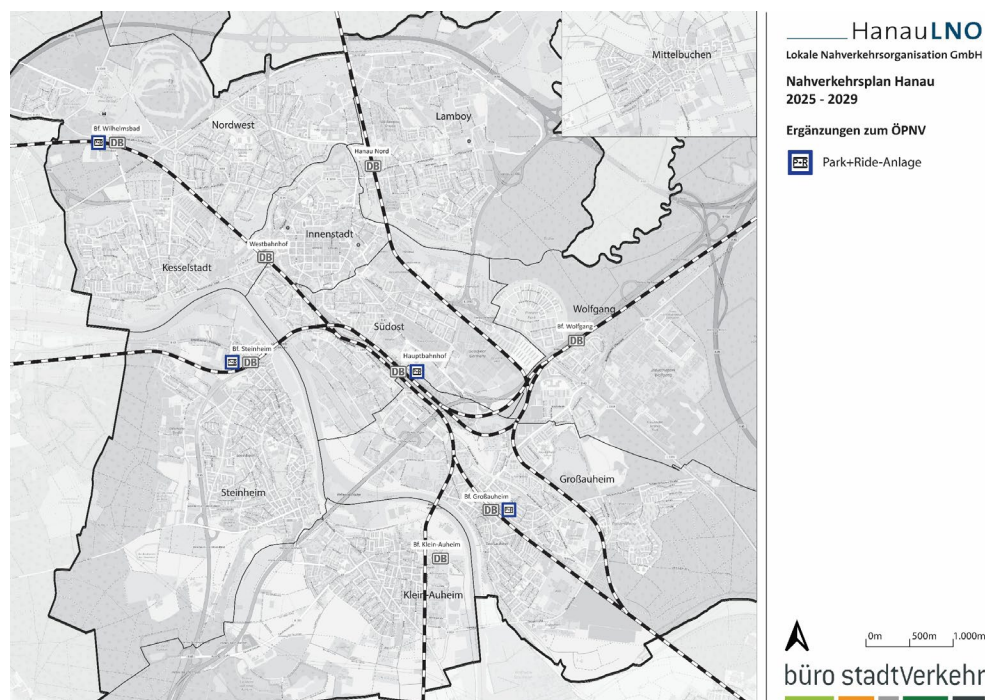 Mittelbuchen
Lamboy
Nordwest
Bf. Wilhelmsbad
DB
Hanau Nord
DB
Innenstadt
Westbahnhof
DB
Kesselstadt
Wolfgang
Bf. Wolfgang
DB
Südost
Bf. Steinheim
DB
Hauptbahnhof
DB
Großauheim
Steinheim
Bf. Großauheim
DB
Bf. Klein-Auheim
DB
Klein-Auheim
HanauLNO
Lokale Nahverkehrsorganisation GmbH
Nahverkehrsplan Hanau
2025 - 2029
Ergänzungen zum ÖPNV
P+R
Park+Ride-Anlage
0m 500m 1.000m
büro stadtVerkehr